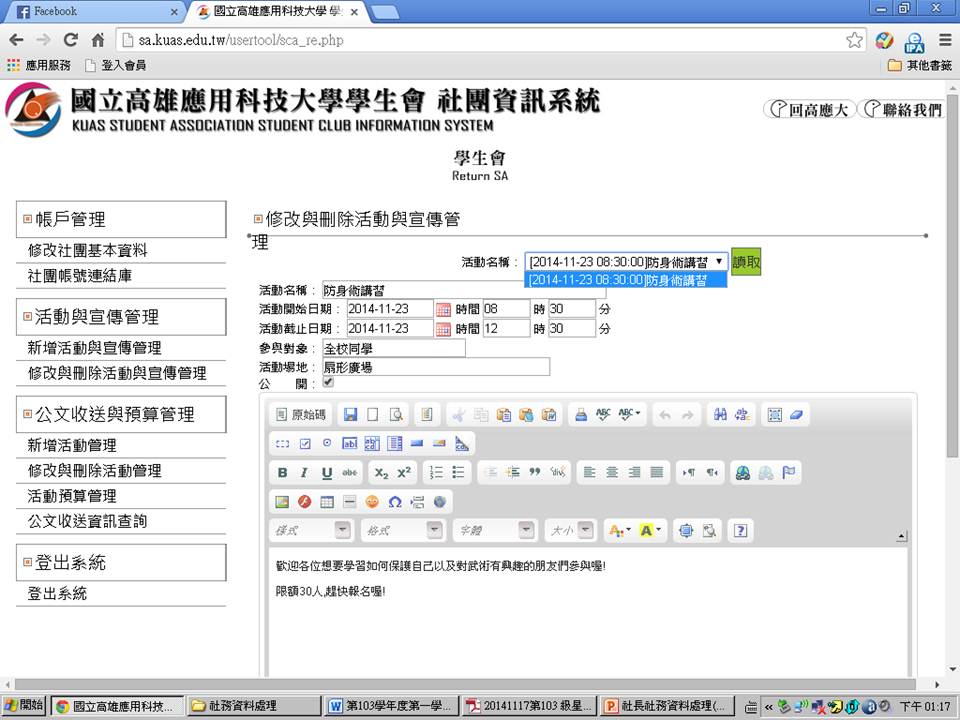 Facebook
國立高雄應用科技大學 學
sa.kuas.edu.tw/usertool/sca_re.php
應用服務 登入會員 其他書籤
國立高雄應用科技大學學生會 社團資訊系統
KUAS STUDENT ASSOCIATION STUDENT CLUB INFORMATION SYSTEM
回高應大 聯絡我們
學生會
Return SA
帳戶管理
修改社團基本資料
社團帳號連結庫
活動與宣傳管理
新增活動與宣傳管理
修改與刪除活動與宣傳管理
公文收送與預算管理
新增活動管理
修改與刪除活動管理
活動預算管理
公文收送資訊查詢
登出系統
登出系統
修改與刪除活動與宣傳管
理
活動名稱： [2014-11-23 08:30:00]防身術講習 讀取
[2014-11-23 08:30:00]防身術講習
活動名稱： 防身術講習
活動開始日期： 2014-11-23 時間 08 時 30 分
活動截止日期： 2014-11-23 時間 12 時 30 分
參與對象： 全校同學
活動場地： 扇形廣場
公 開：
原始碼
樣式 格式 字體 大小
歡迎各位想要學習如何保護自己以及對武術有興趣的朋友們參與喔!
限額30人,趕快報名喔!
開始 國立高雄應用科技... 社務資料處理 第103學年度第一學... 20141117第103 級星... 社長社務資料處理(... 下午 01:17